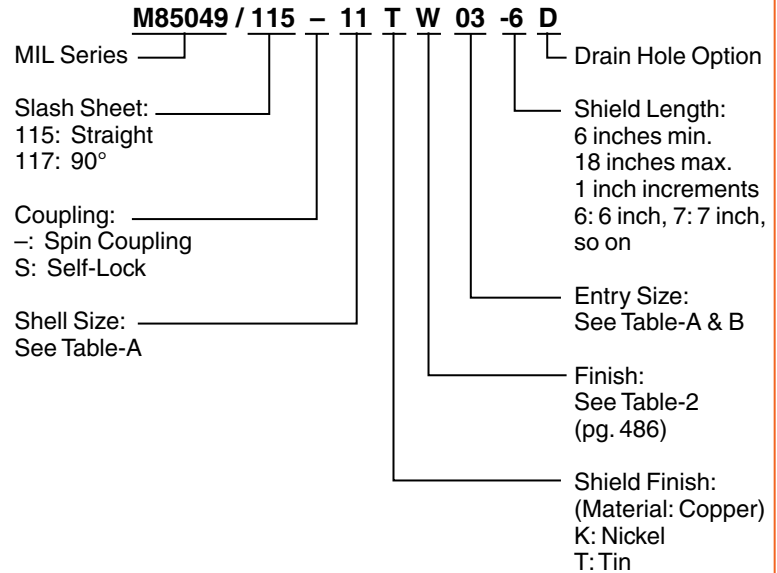 M85049 / 115 – 11 T W 03 -6 D
MIL Series
Slash Sheet:
115: Straight
117: 90°
Coupling:
–: Spin Coupling
S: Self-Lock
Shell Size:
See Table-A
Drain Hole Option
Shield Length:
6 inches min.
18 inches max.
1 inch increments
6: 6 inch, 7: 7 inch,
so on
Entry Size:
See Table-A & B
Finish:
See Table-2
(pg. 486)
Shield Finish:
(Material: Copper)
K: Nickel
T: Tin